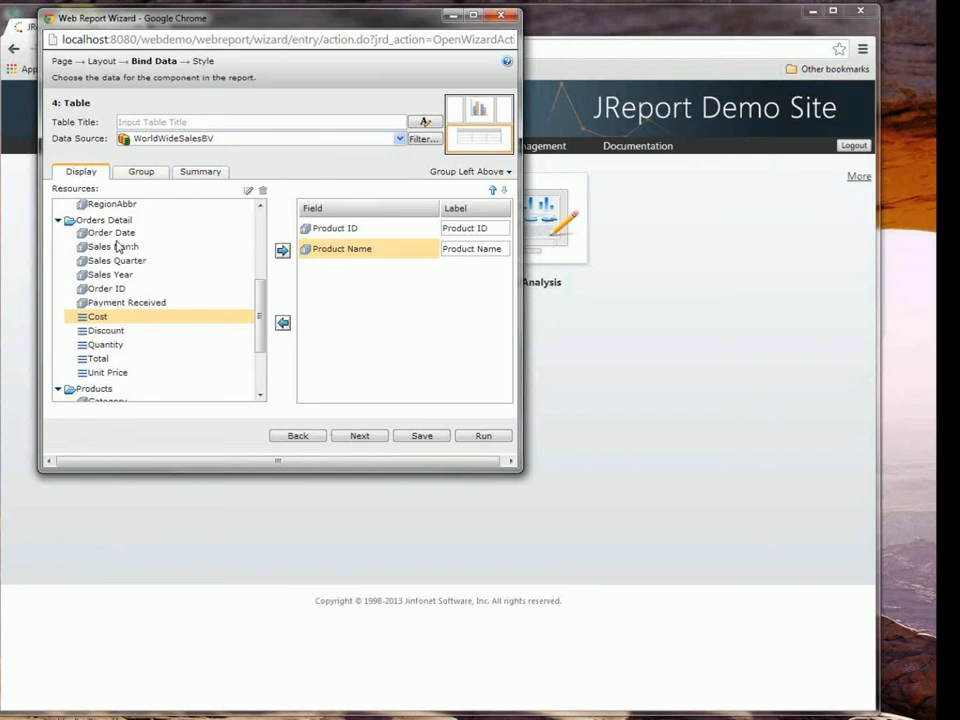 Web Report Wizard - Google Chrome
localhost:8080/webdemo/webreport/wizard/entry/action.do?jrd_action=OpenWizardActi
Page → Layout → Bind Data → Style
Choose the data for the component in the report.
4: Table
Table Title: Input Table Title
Data Source: WorldWideSalesBV Filter...
Display Group Summary Group Left Above
Resources:
RegionAbbr
Orders Detail
Order Date
Sales Quarter
Sales Year
Order ID
Payment Received
Cost
Discount
Quantity
Total
Unit Price
Products
Category
Field Label
Product ID Product ID
Product Name Product Name
Back Next Save Run
Other bookmarks
JReport Demo Site
Documentation Logout
More
Analysis
Copyright © 1998-2013 Jinfonet Software, Inc. All rights reserved.